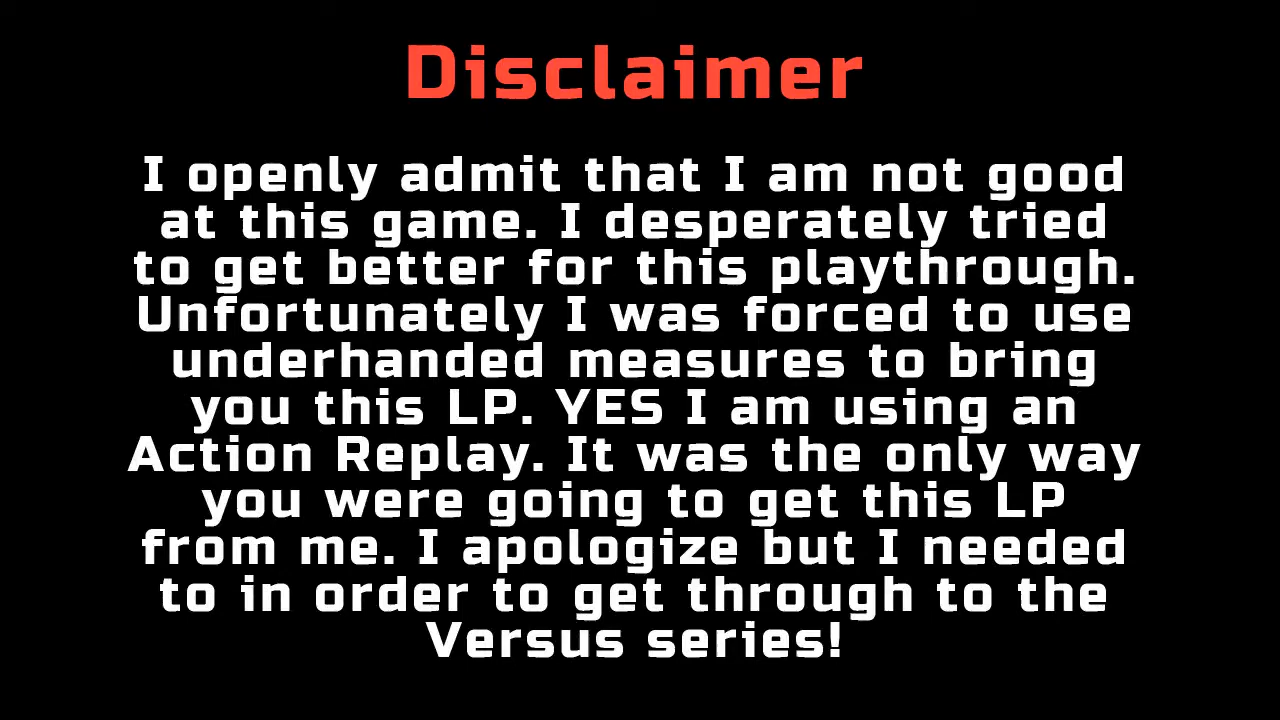 Disclaimer
I openly admit that I am not good
at this game. I desperately tried
to get better for this playthrough.
Unfortunately I was forced to use
underhanded measures to bring
you this LP. YES I am using an
Action Replay. It was the only way
you were going to get this LP
from me. I apologize but I needed
to in order to get through to the
Versus series!